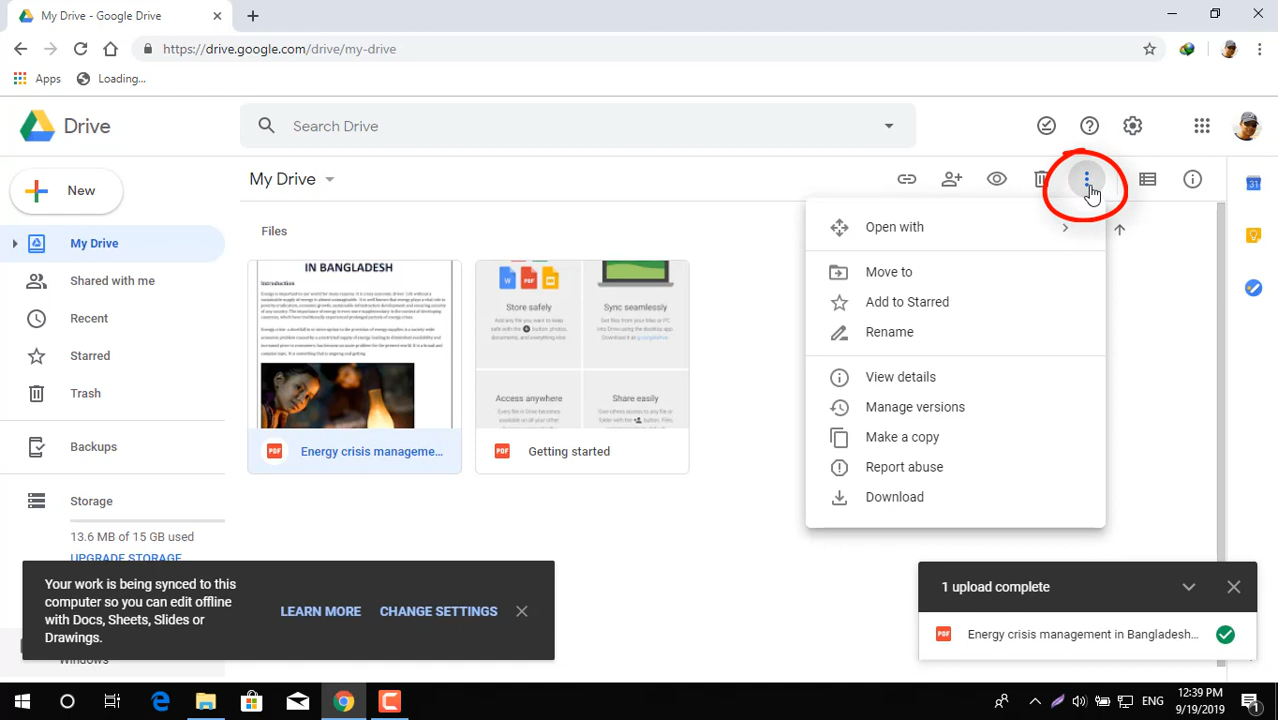 My Drive - Google Drive
https://drive.google.com/drive/my-drive
Apps
Loading...
Drive
Search Drive
New
My Drive
My Drive
Shared with me
Recent
Starred
Trash
Backups
Storage
13.6 MB of 15 GB used
UPGRADE STORAGE
Files
IN BANGLADESH
Introduction
Energy crisis manageme...
Store safely
Sync seamlessly
Access anywhere
Share easily
Getting started
Open with
Move to
Add to Starred
Rename
View details
Manage versions
Make a copy
Report abuse
Download
Your work is being synced to this
computer so you can edit offline
with Docs, Sheets, Slides or
Drawings.
LEARN MORE
CHANGE SETTINGS
Windows
1 upload complete
Energy crisis management in Bangladesh...
ENG
12:39 PM
9/19/2019